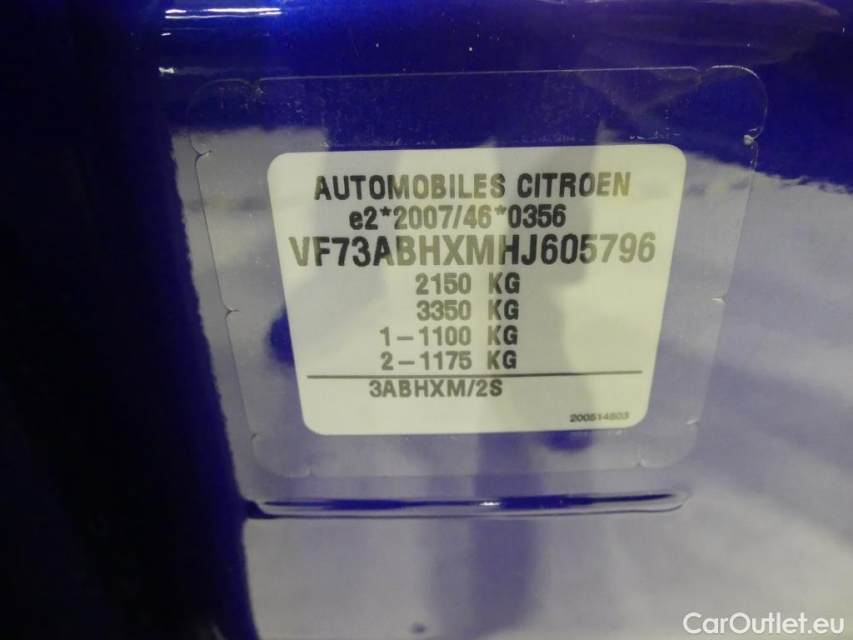 AUTOMOBILES CITROEN
e2*2007/46*0356
VF73ABHXMHJ605796
2150 KG
3350 KG
1-1100 KG
2-1175 KG
3ABHXM/2S
200514803
CarOutlet.eu